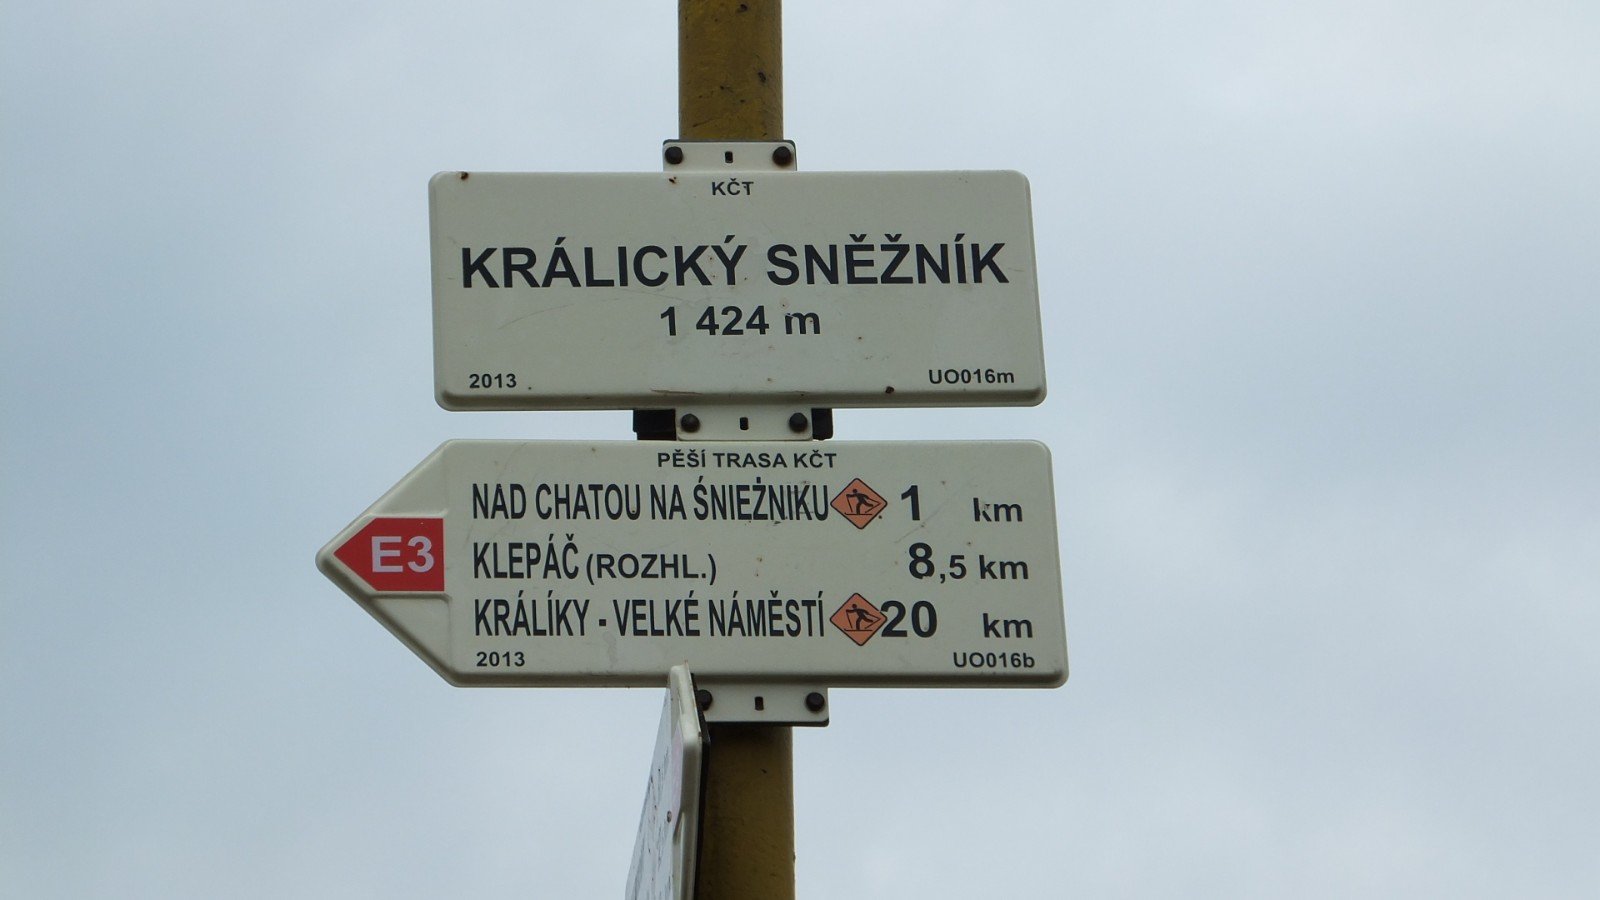 KČT
KRÁLICKÝ SNĚŽNÍK
1 424 m
2013 UO016m
PĚŠÍ TRASA KČT
NAD CHATOU NA ŚNIEŻNIKU 1 km
E3 KLEPÁČ (ROZHL.) 8,5 km
KRÁLÍKY - VELKÉ NÁMĚSTÍ 20 km
2013 UO016b